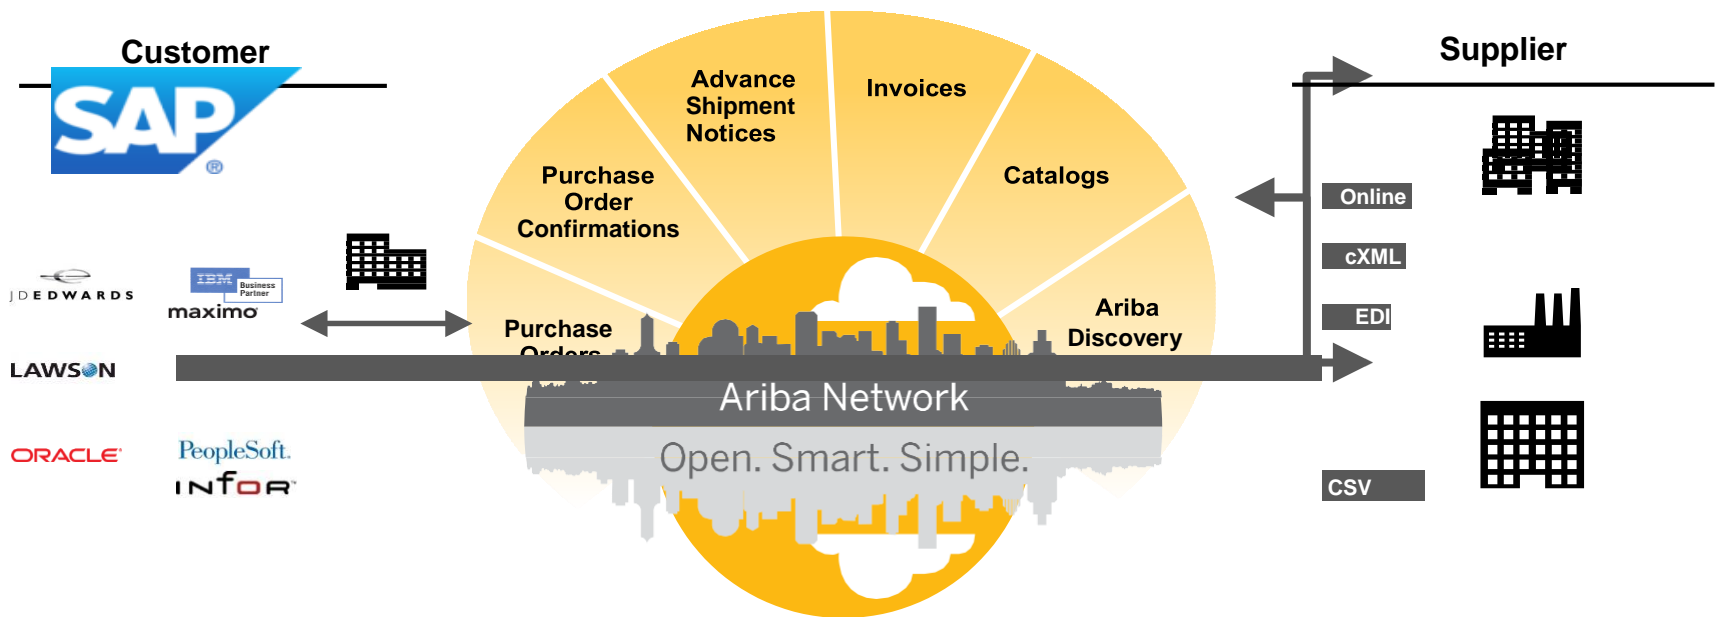 Customer
SAP
®
JDEDWARDS
IBM
Business
Partner
maximo
LAWSON
ORACLE
PeopleSoft.
INFOR
Purchase
Orders
Purchase
Order
Confirmations
Advance
Shipment
Notices
Invoices
Catalogs
Ariba
Discovery
Ariba Network
Open. Smart. Simple.
Supplier
Online
cXML
EDI
CSV